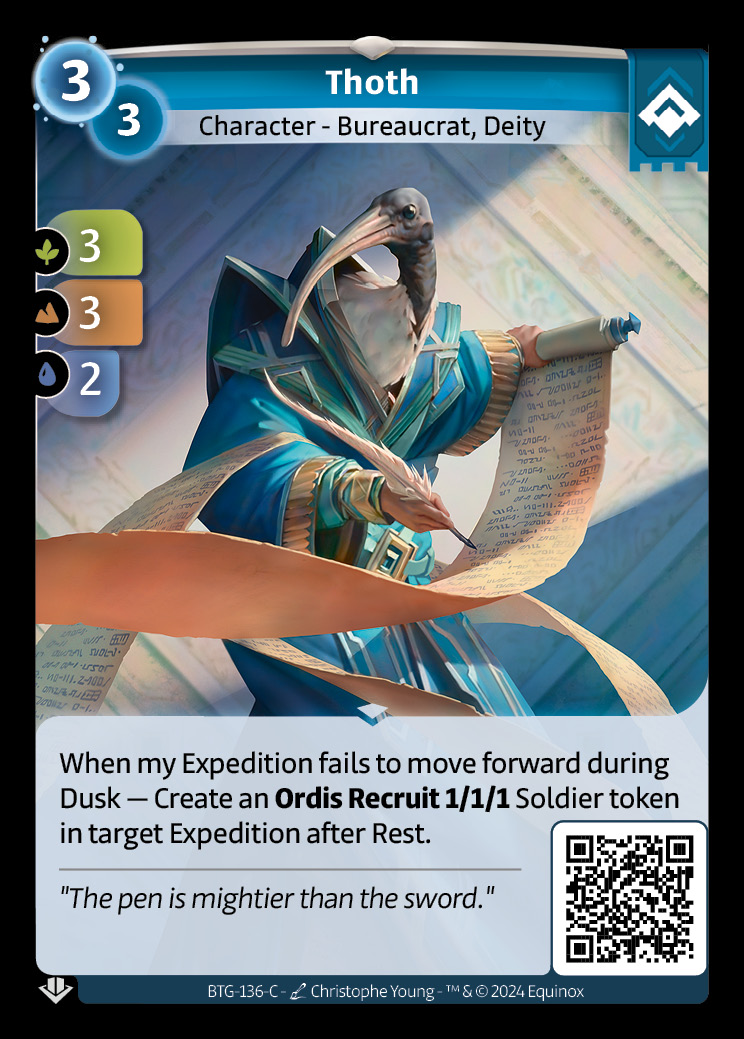 3
Thoth
3
Character - Bureaucrat, Deity
3
3
2
When my Expedition fails to move forward during
Dusk — Create an Ordis Recruit 1/1/1 Soldier token
in target Expedition after Rest.
"The pen is mightier than the sword."
BTG-136-C - Christophe Young - ™ & © 2024 Equinox